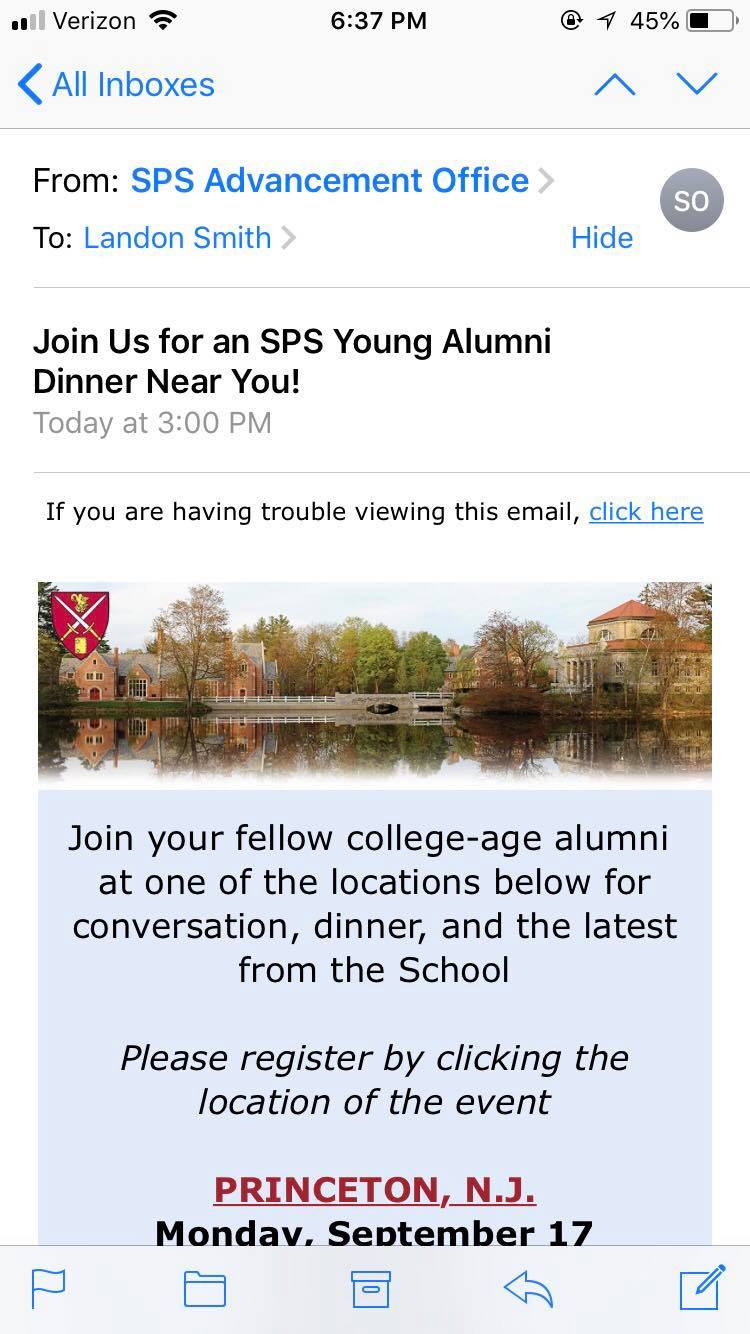 Verizon 6:37 PM 45%
All Inboxes
From: SPS Advancement Office
SO
To: Landon Smith Hide
Join Us for an SPS Young Alumni
Dinner Near You!
Today at 3:00 PM
If you are having trouble viewing this email, click here
Join your fellow college-age alumni
at one of the locations below for
conversation, dinner, and the latest
from the School
Please register by clicking the
location of the event
PRINCETON, N.J.
Monday, September 17